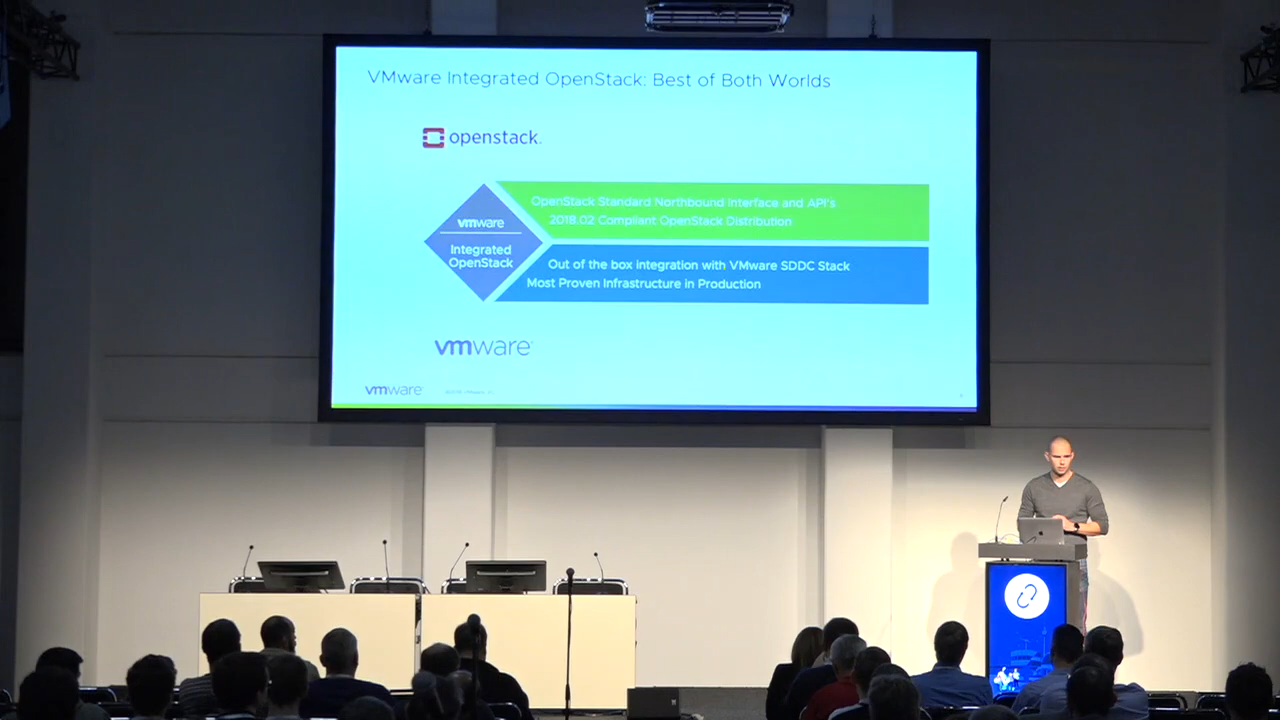 VMware Integrated OpenStack: Best of Both Worlds
openstack.
OpenStack Standard Northbound Interface and API's
2018.02 Compliant OpenStack Distribution
vmware
Integrated
OpenStack
Out of the box integration with VMware SDDC Stack
Most Proven Infrastructure in Production
vmware
vmware